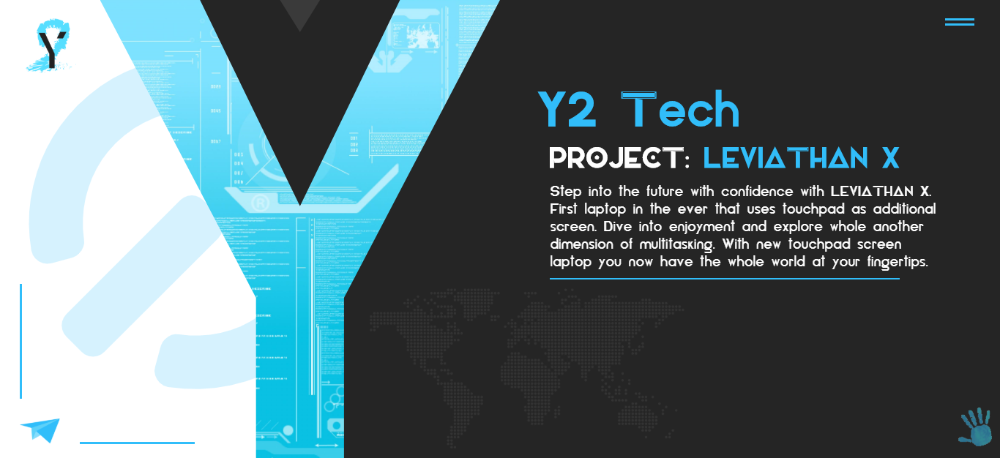 Y2 Tech
PROJECT: LEVIATHAN X
Step into the future with confidence with LEVIATHAN X.
First laptop in the ever that uses touchpad as additional
screen. Dive into enjoyment and explore whole another
dimension of multitasking. With new touchpad screen
laptop you now have the whole world at your fingertips.